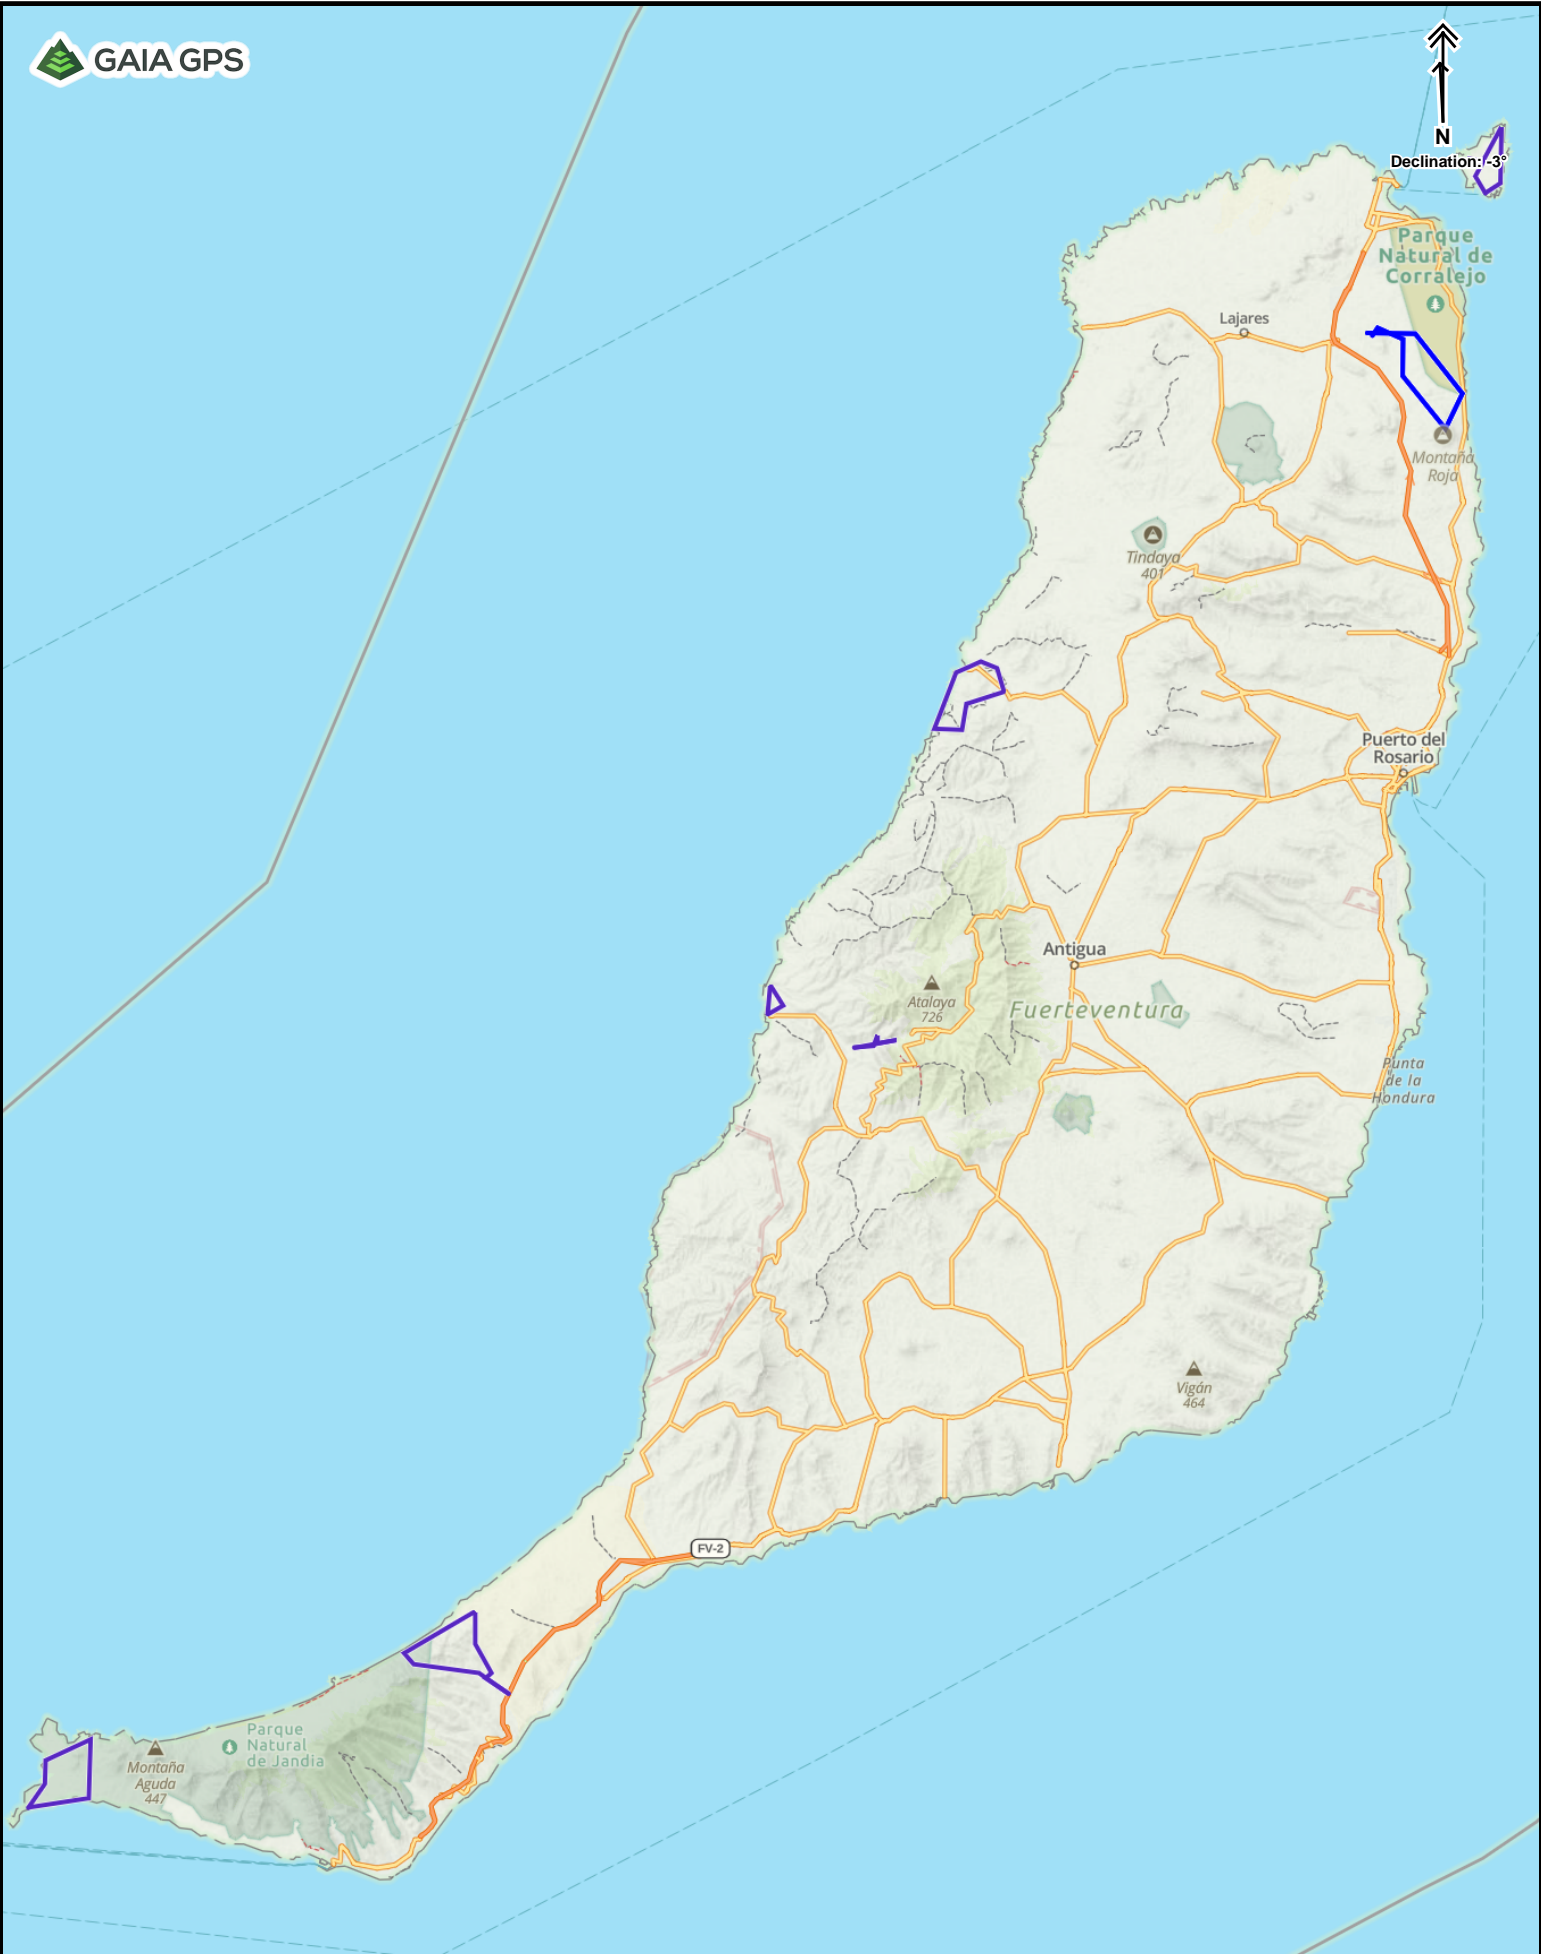 GAIA GPS
N
Declination: -3°
Parque
Natural de
Corralejo
Lajares
Montaña
Roja
Tindaya
401
Puerto del
Rosario
Antigua
Atalaya
726
Fuerteventura
Punta
de la
Hondura
Vigán
464
FV-2
Parque
Natural
de Jandia
Montaña
Aguda
447